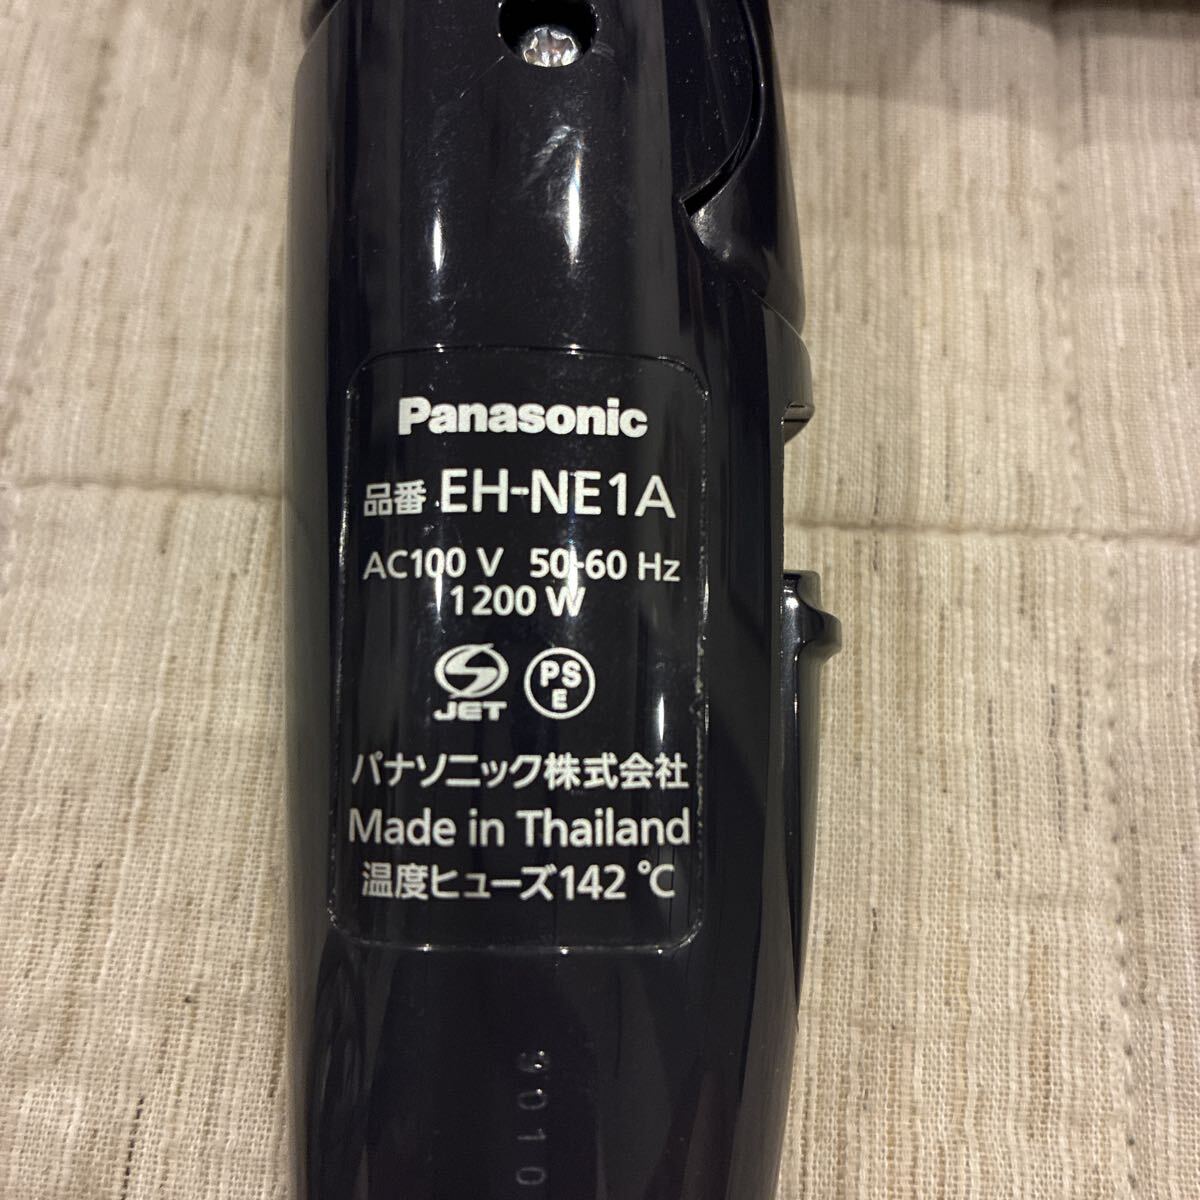 Panasonic
品番 EH-NE1A
AC100 V 50-60 Hz
1200 W
JET PS E
パナソニック株式会社
Made in Thailand
温度ヒューズ142 ℃
9010